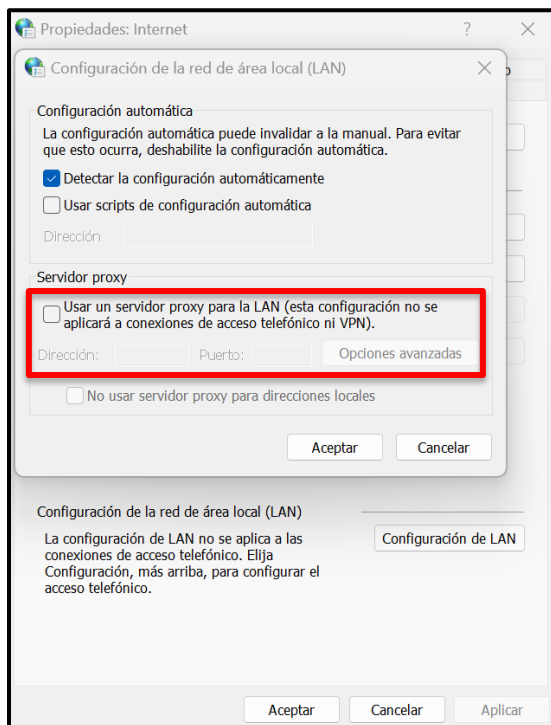 Propiedades: Internet
Configuración de la red de área local (LAN)
Configuración automática
La configuración automática puede invalidar a la manual. Para evitar
que esto ocurra, deshabilite la configuración automática.
Detectar la configuración automáticamente
Usar scripts de configuración automática
Dirección
Servidor proxy
Usar un servidor proxy para la LAN (esta configuración no se
aplicará a conexiones de acceso telefónico ni VPN).
Dirección:
Puerto:
Opciones avanzadas
No usar servidor proxy para direcciones locales
Aceptar
Cancelar
Configuración de la red de área local (LAN)
La configuración de LAN no se aplica a las
conexiones de acceso telefónico. Elija
Configuración, más arriba, para configurar el
acceso telefónico.
Configuración de LAN
Aceptar
Cancelar
Aplicar